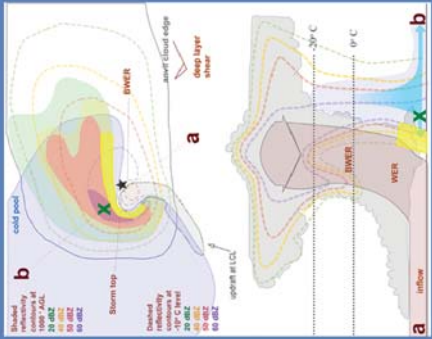 Shaded
reflectivity
contours at
1000 ' AGL
20 dBZ
40 dBZ
50 dBZ
60 dBZ
b
cold pool
Storm top
Dashed
reflectivity
contours at
-10° C level
20 dBZ
40 dBZ
50 dBZ
60 dBZ
X
BWER
a
anvil cloud edge
deep layer
shear
updraft at LCL
-20° C
0° C
BWER
WER
inflow
a
X
b